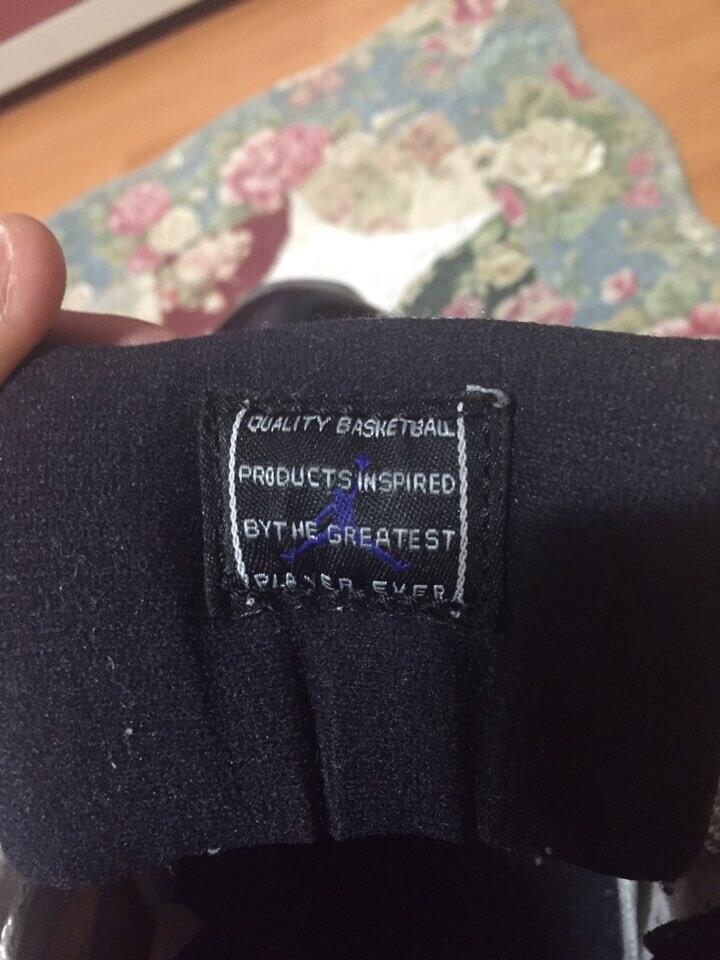 QUALITY BASKETBALL
PRODUCTS INSPIRED
BY THE GREATEST
PLAYER EVER